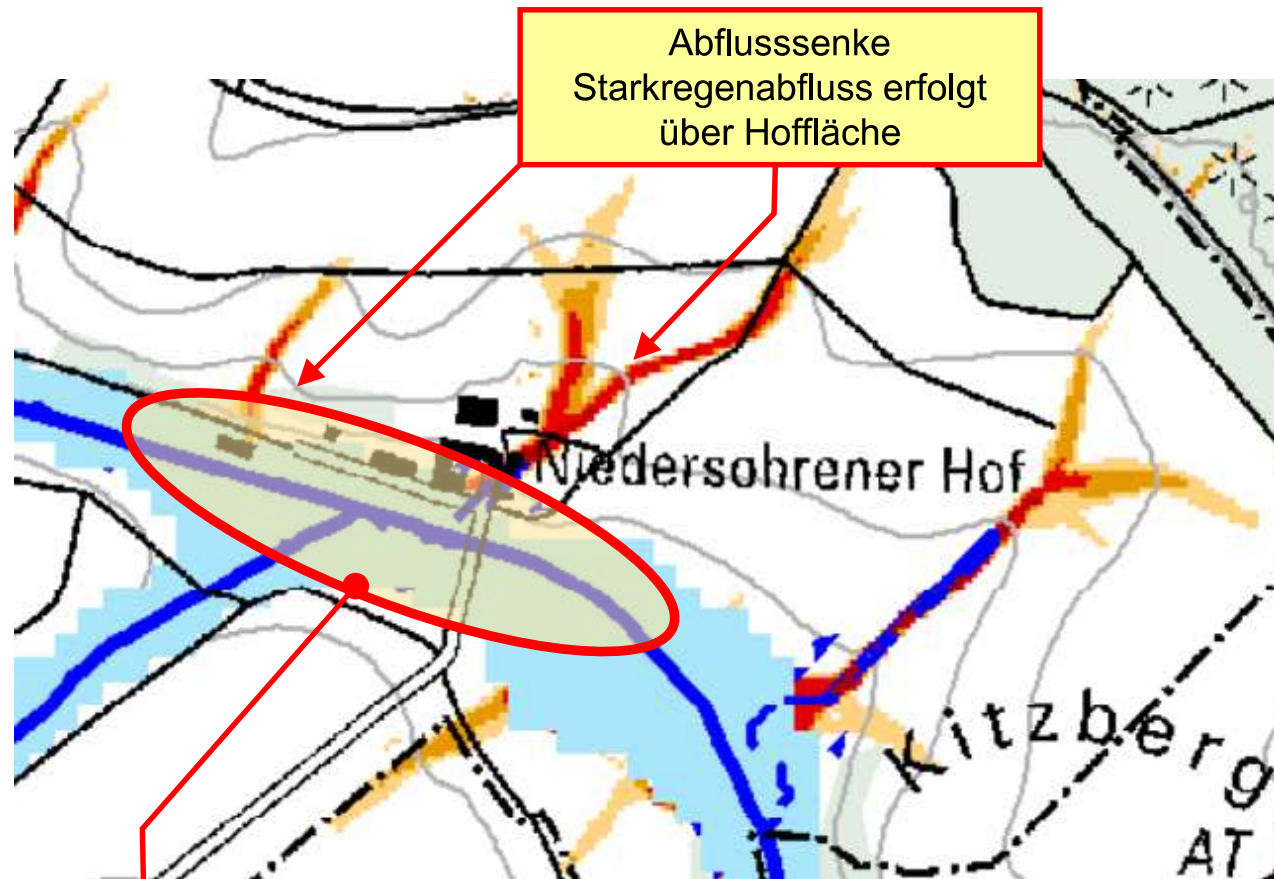 Abflusssenke
Starkregenabfluss erfolgt
über Hoffläche
Niedersohrener Hof
Kitzberg
AT